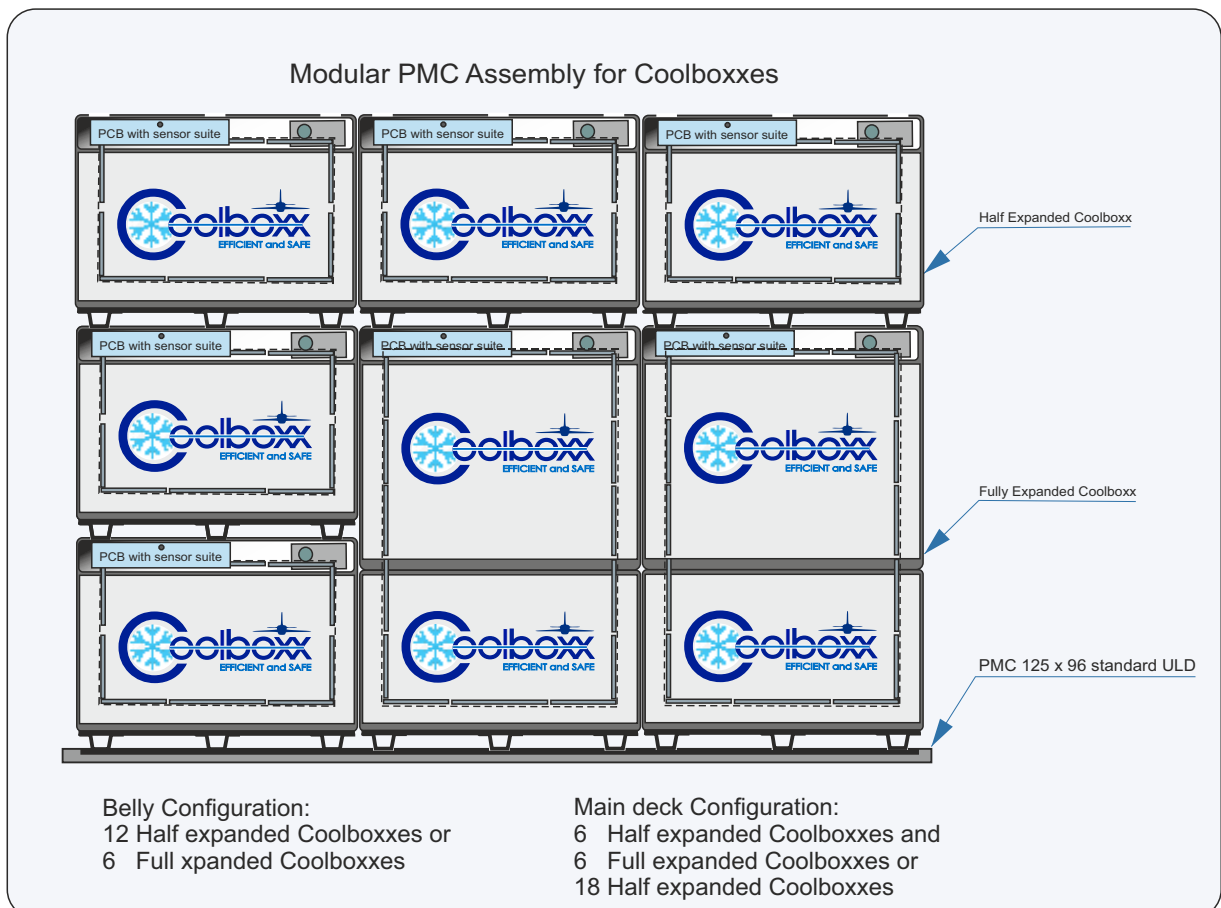 Modular PMC Assembly for Coolboxxes
PCB with sensor suite
PCB with sensor suite
PCB with sensor suite
Coolboxx
EFFICIENT and SAFE
Coolboxx
EFFICIENT and SAFE
Coolboxx
EFFICIENT and SAFE
Half Expanded Coolboxx
PCB with sensor suite
PCB with sensor suite
PCB with sensor suite
Coolboxx
EFFICIENT and SAFE
Coolboxx
EFFICIENT and SAFE
Coolboxx
EFFICIENT and SAFE
Fully Expanded Coolboxx
PCB with sensor suite
Coolboxx
EFFICIENT and SAFE
Coolboxx
EFFICIENT and SAFE
Coolboxx
EFFICIENT and SAFE
PMC 125 x 96 standard ULD
Belly Configuration:
12 Half expanded Coolboxxes or
6 Full xpanded Coolboxxes
Main deck Configuration:
6 Half expanded Coolboxxes and
6 Full expanded Coolboxxes or
18 Half expanded Coolboxxes